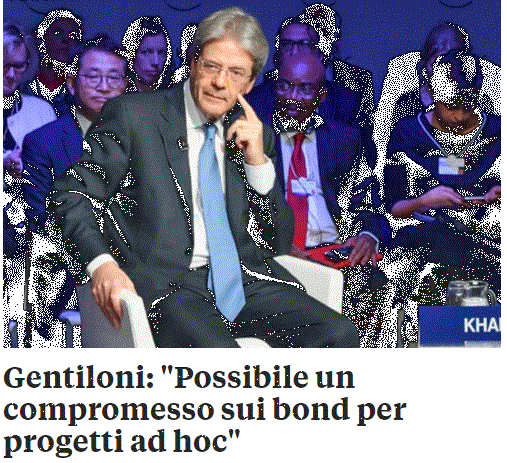 KHA
Gentiloni: "Possibile un
compromesso sui bond per
progetti ad hoc"